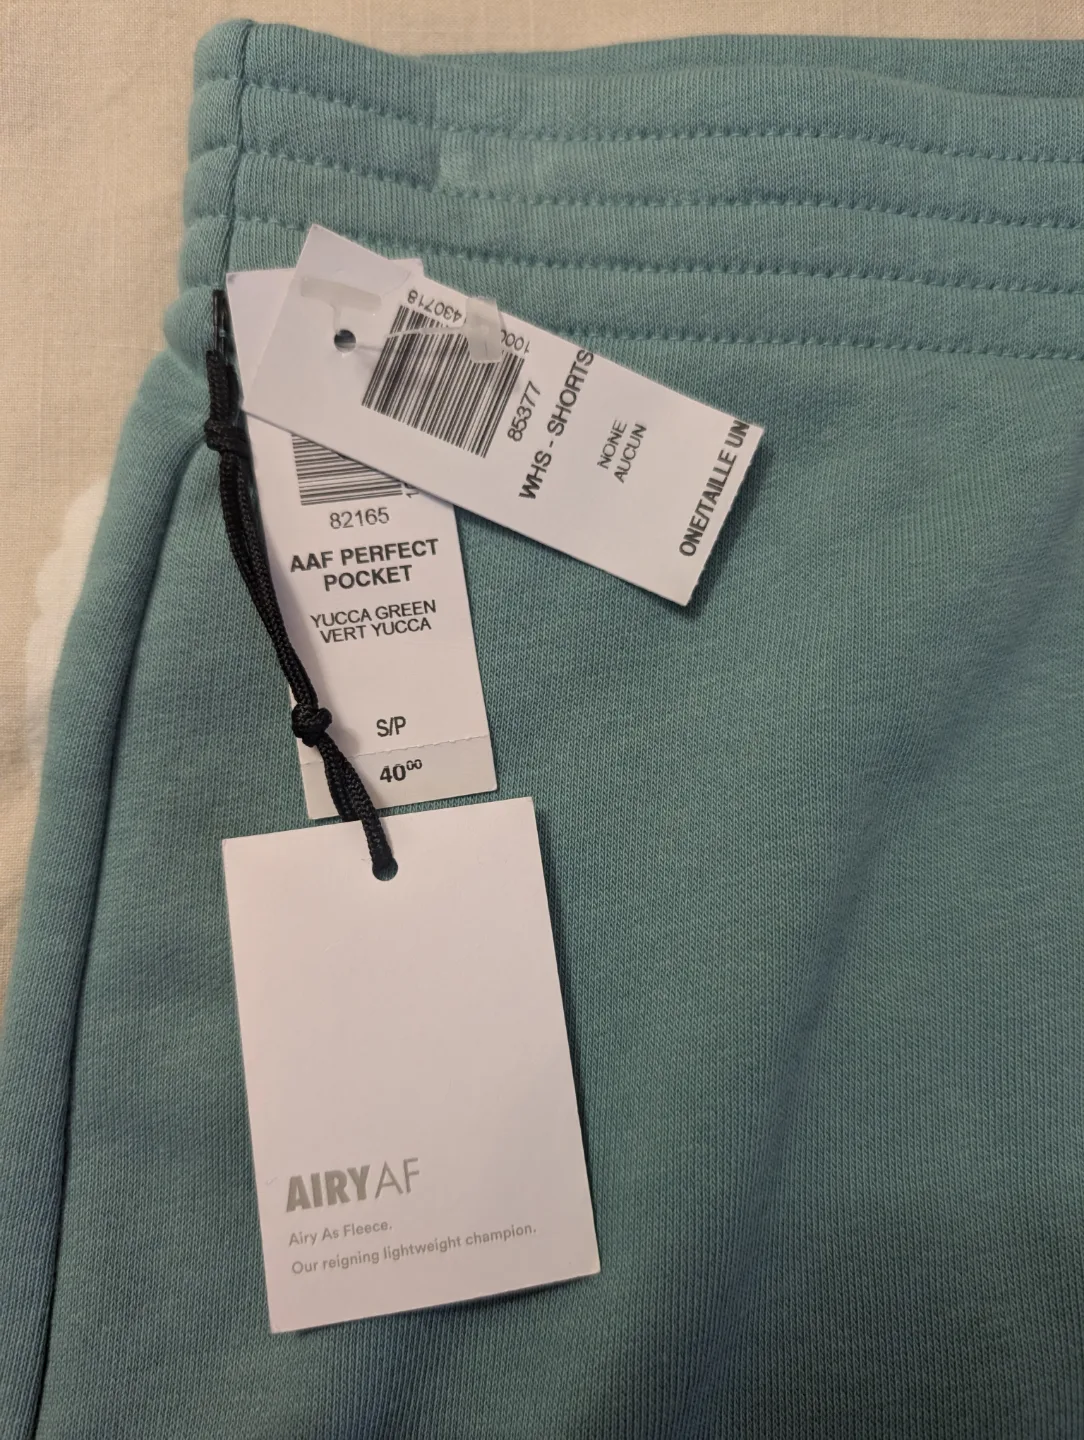 430718
1000
85377
WHS - SHORTS
NONE
AUCUN
ONE/TAILLE UN
82165
AAF PERFECT
POCKET
YUCCA GREEN
VERT YUCCA
S/P
40⁰⁰
AIRYAF
Airy As Fleece.
Our reigning lightweight champion.